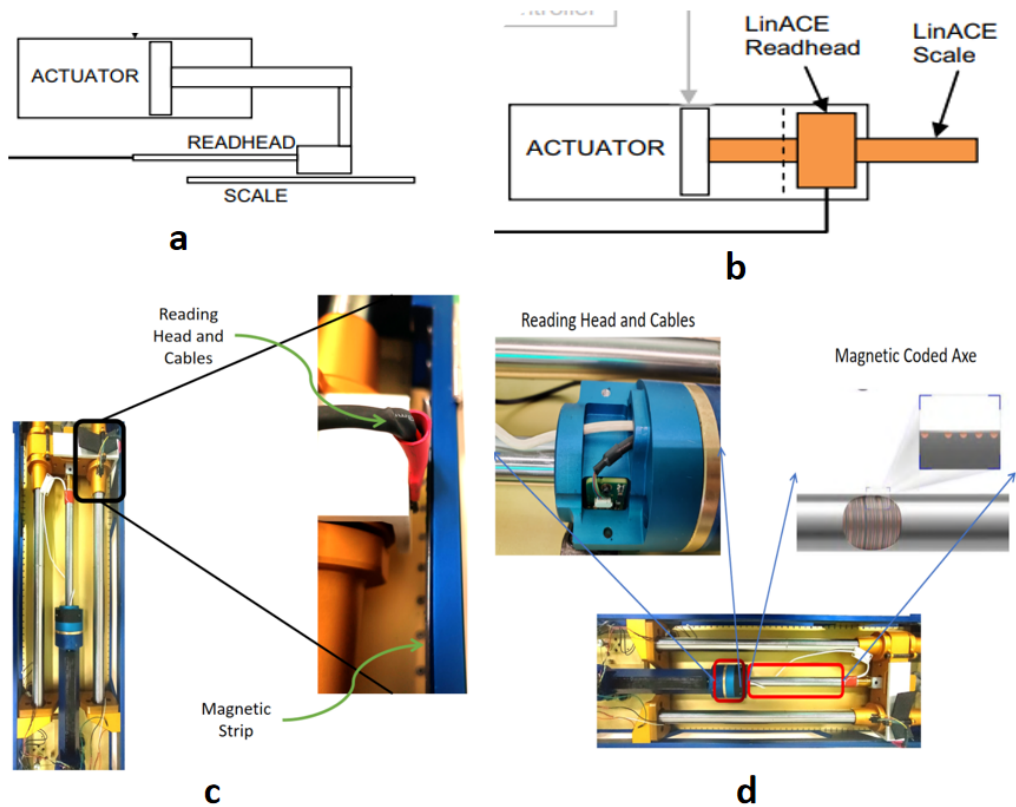 ACTUATOR
READHEAD
SCALE
a
LinACE
Readhead
LinACE
Scale
ACTUATOR
b
Reading
Head and
Cables
Magnetic
Strip
c
Reading Head and Cables
Magnetic Coded Axe
d